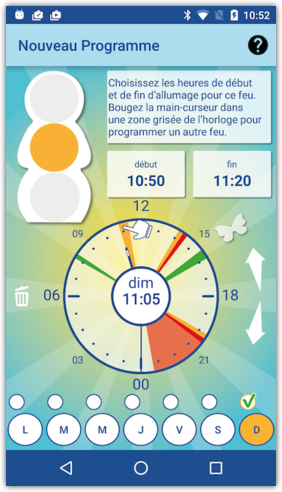 10:52
Nouveau Programme
?
Choisissez les heures de début
et de fin d'allumage pour ce feu.
Bougez la main-curseur dans
une zone grisée de l'horloge pour
programmer un autre feu.
début
10:50
fin
11:20
12
09
15
dim
11:05
06
18
03
21
00
L
M
M
J
V
S
D